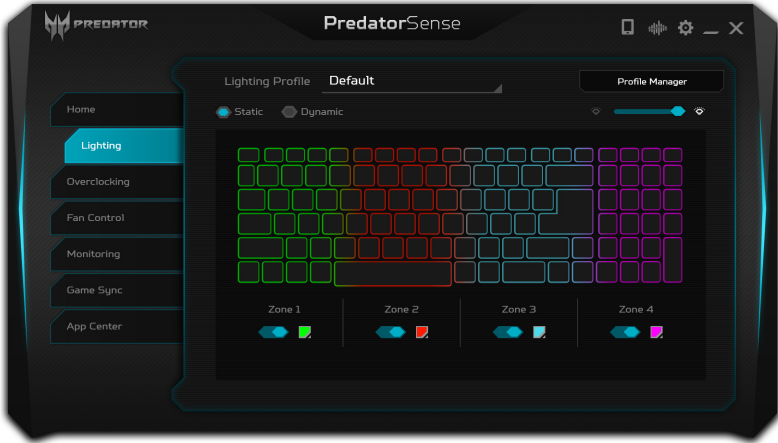 PREDATOR
PredatorSense
Lighting Profile Default
Profile Manager
Static Dynamic
Home
Lighting
Overclocking
Fan Control
Monitoring
Game Sync
App Center
Zone 1 Zone 2 Zone 3 Zone 4